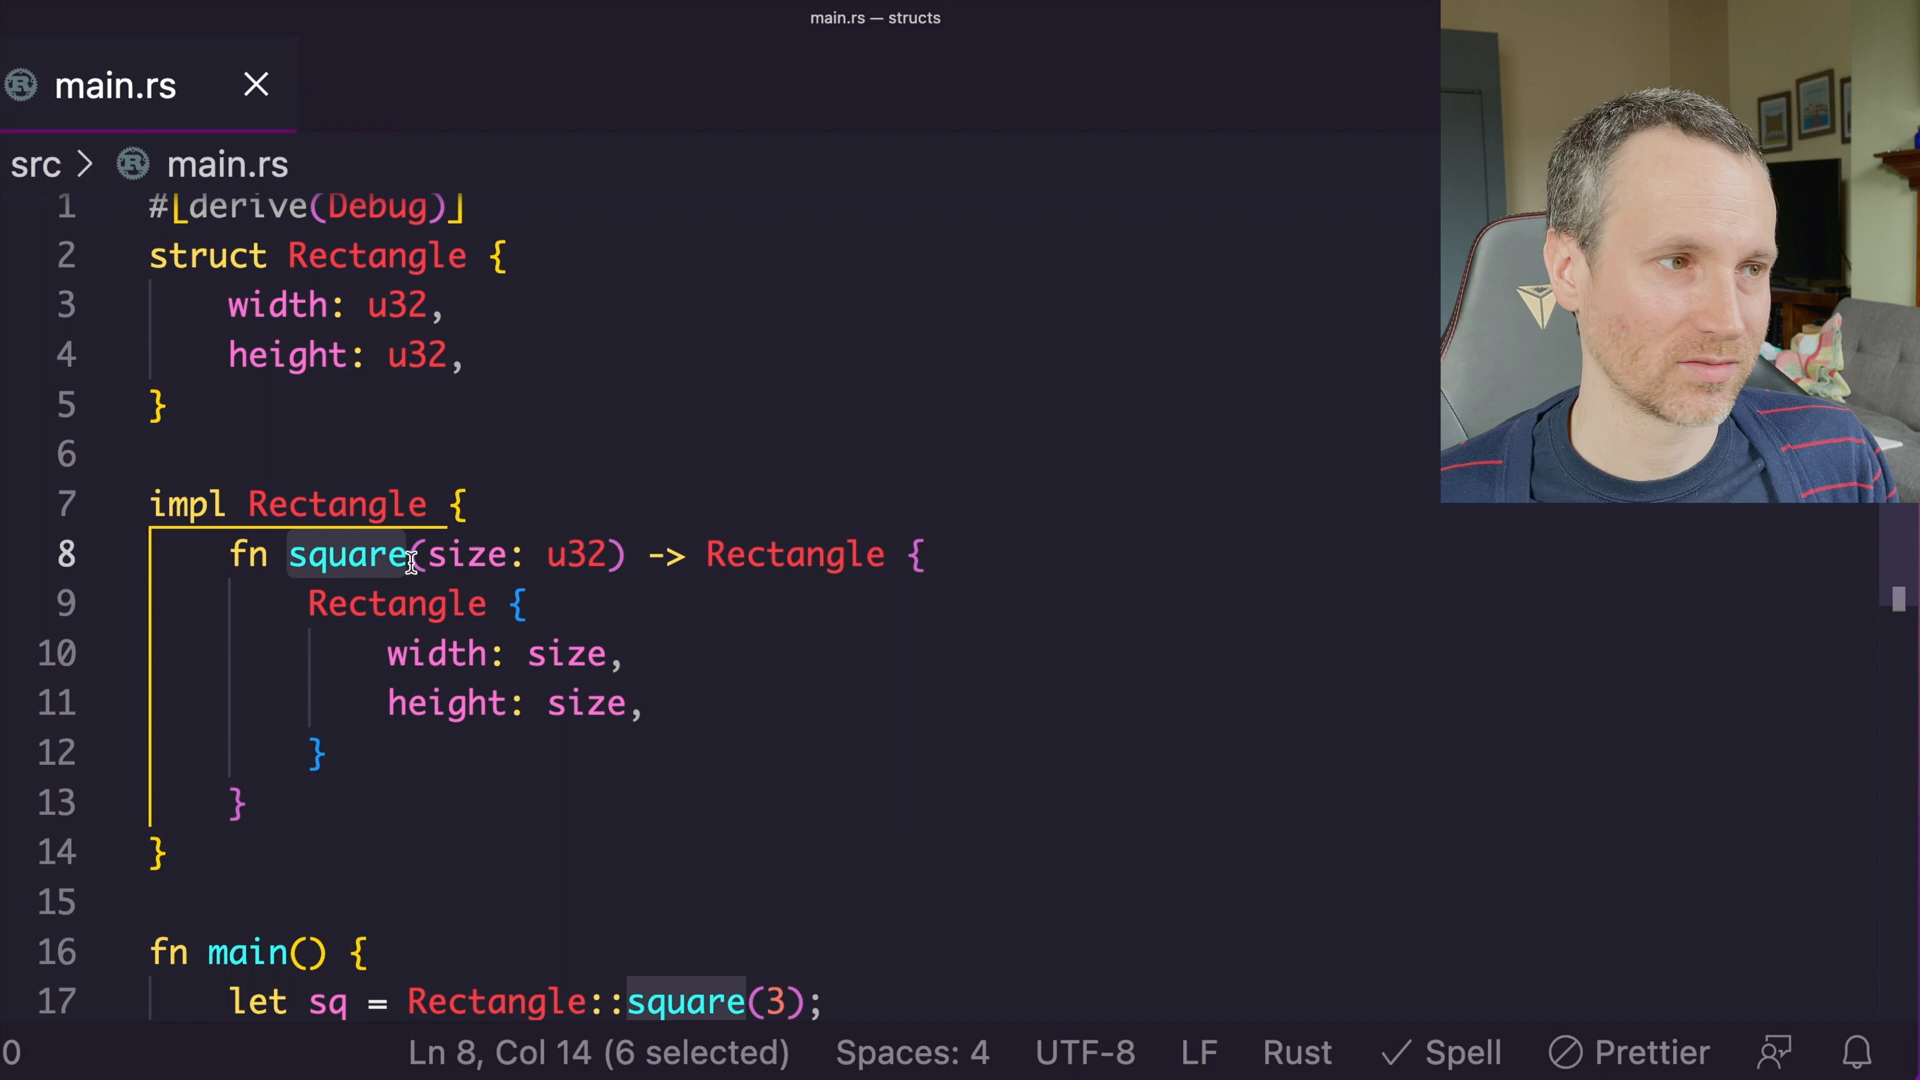 main.rs — structs
main.rs
src > main.rs
1 #[derive(Debug)]
2 struct Rectangle {
3     width: u32,
4     height: u32,
5 }
6
7 impl Rectangle {
8     fn square(size: u32) -> Rectangle {
9         Rectangle {
10             width: size,
11             height: size,
12         }
13     }
14 }
15
16 fn main() {
17     let sq = Rectangle::square(3);
0 Ln 8, Col 14 (6 selected) Spaces: 4 UTF-8 LF Rust Spell Prettier